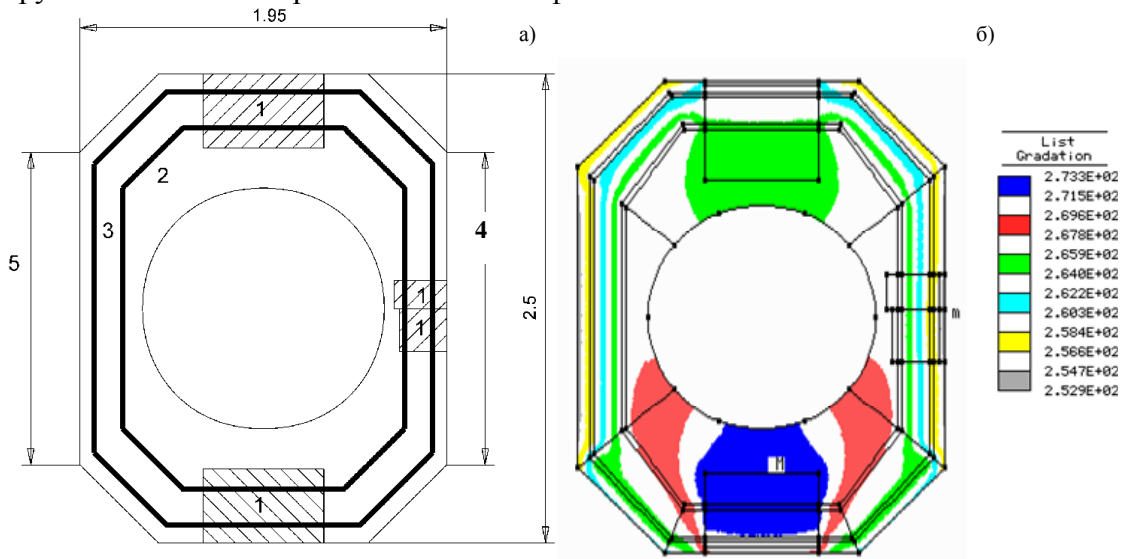 1.95
а)
б)
1
2
3
4
5
1
1
2.5
1
M
m
List
Gradation
2.733E+02
2.715E+02
2.696E+02
2.678E+02
2.659E+02
2.640E+02
2.622E+02
2.603E+02
2.584E+02
2.566E+02
2.547E+02
2.529E+02